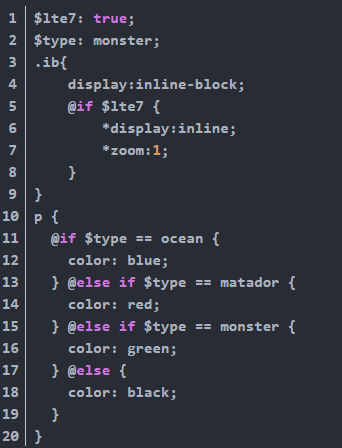 1 $lte7: true;
2 $type: monster;
3 .ib{
4     display:inline-block;
5     @if $lte7 {
6         *display:inline;
7         *zoom:1;
8     }
9 }
10 p {
11   @if $type == ocean {
12     color: blue;
13   } @else if $type == matador {
14     color: red;
15   } @else if $type == monster {
16     color: green;
17   } @else {
18     color: black;
19   }
20 }